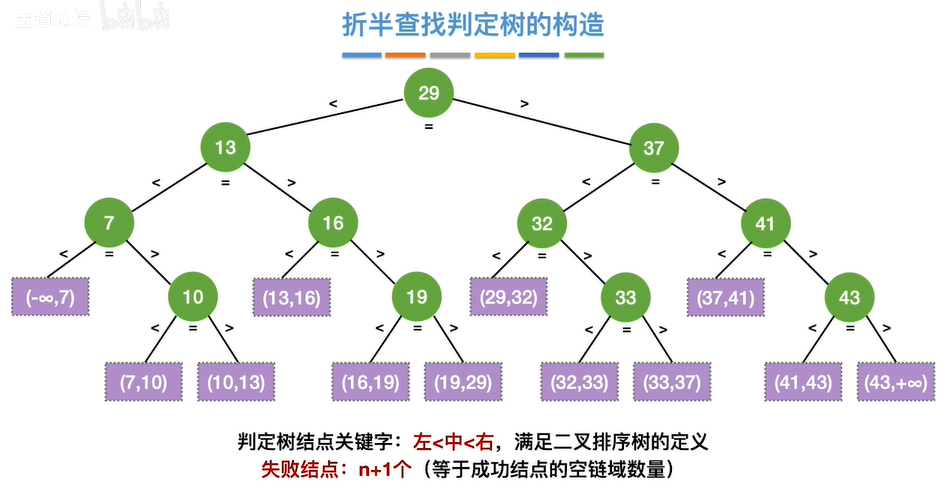 王道论坛 bilibili
折半查找判定树的构造
29
< = >
13 37
< = > < = >
7 16 32 41
< = > < = > < = > < = >
(-∞,7) 10 (13,16) 19 (29,32) 33 (37,41) 43
< = > < = > < = > < = >
(7,10) (10,13) (16,19) (19,29) (32,33) (33,37) (41,43) (43,+∞)
判定树结点关键字：左<中<右，满足二叉排序树的定义
失败结点：n+1个（等于成功结点的空链域数量）